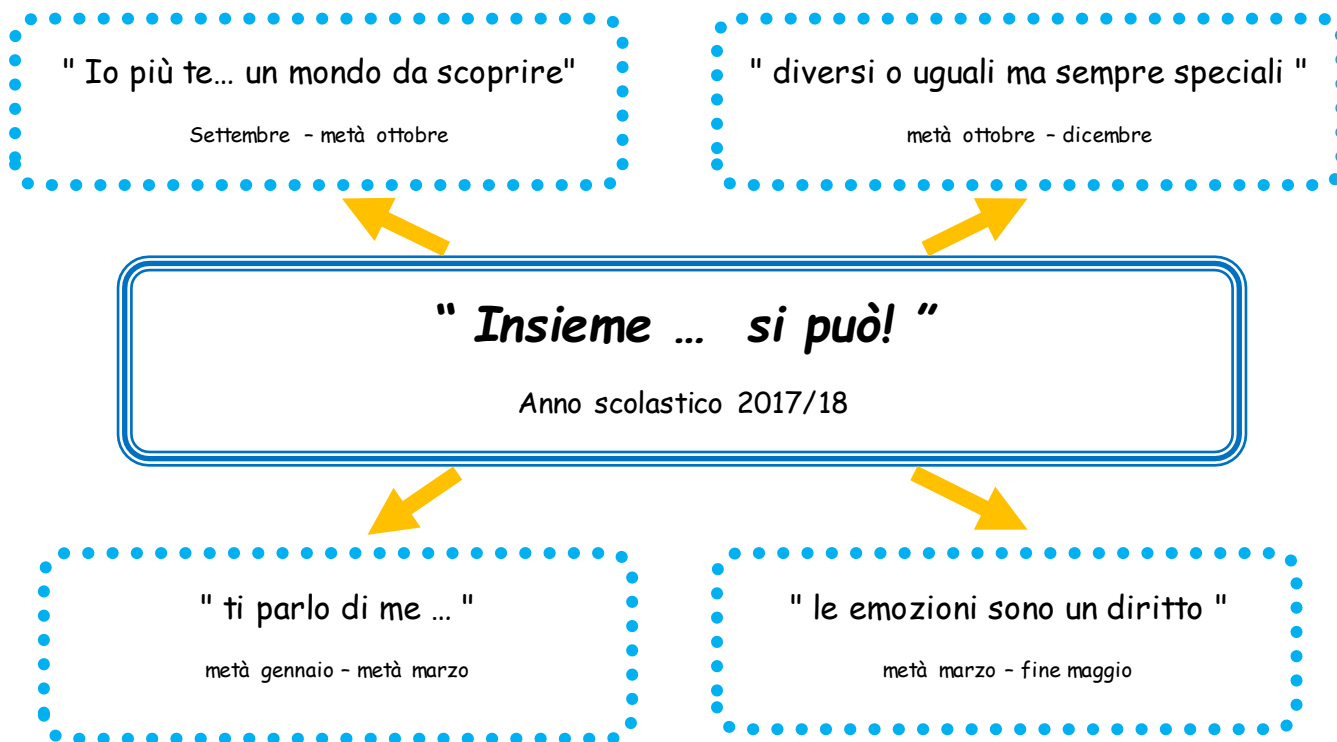 " Io più te… un mondo da scoprire"
Settembre – metà ottobre
" diversi o uguali ma sempre speciali "
metà ottobre – dicembre
" Insieme … si può! "
Anno scolastico 2017/18
" ti parlo di me … "
metà gennaio – metà marzo
" le emozioni sono un diritto "
metà marzo – fine maggio